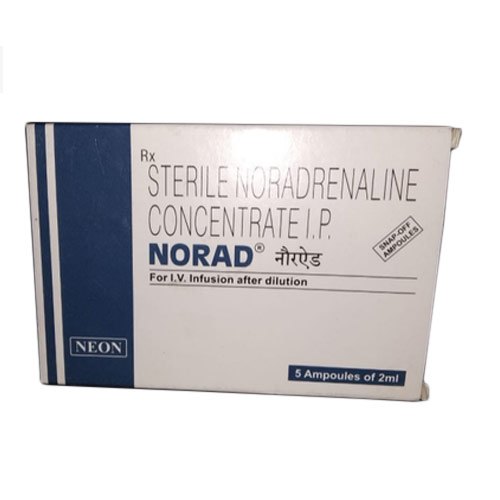 Rx
STERILE NORADRENALINE
CONCENTRATE I.P.
NORAD® नौरऐड
SNAP-OFF
AMPOULES
For I.V. Infusion after dilution
NEON
5 Ampoules of 2ml